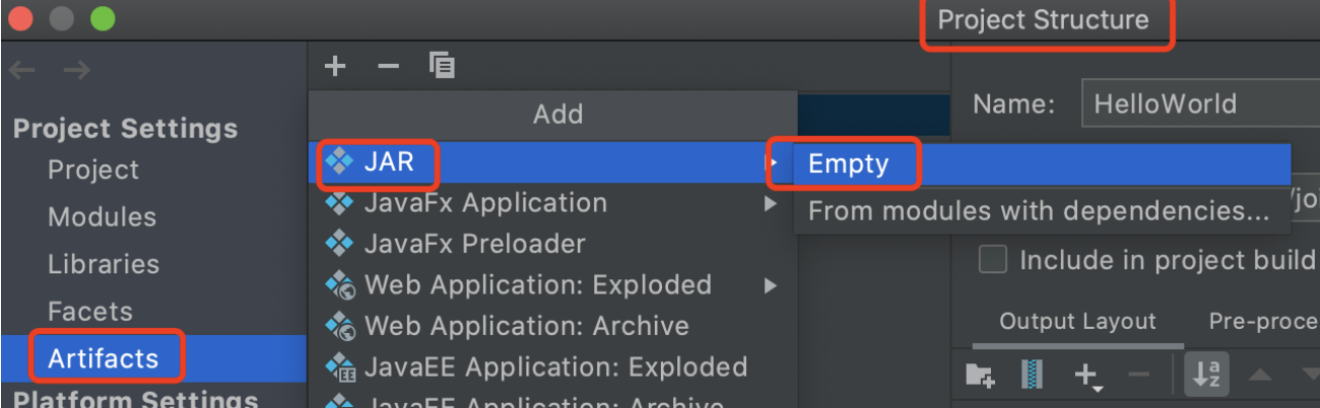 Project Structure
Project Settings
Project
Modules
Libraries
Facets
Artifacts
Platform Settings
Add
JAR
JavaFx Application
JavaFx Preloader
Web Application: Exploded
Web Application: Archive
JavaEE Application: Exploded
JavaEE Application: Archive
Empty
From modules with dependencies...
Name:
HelloWorld
/joi
Include in project build
Output Layout
Pre-proce